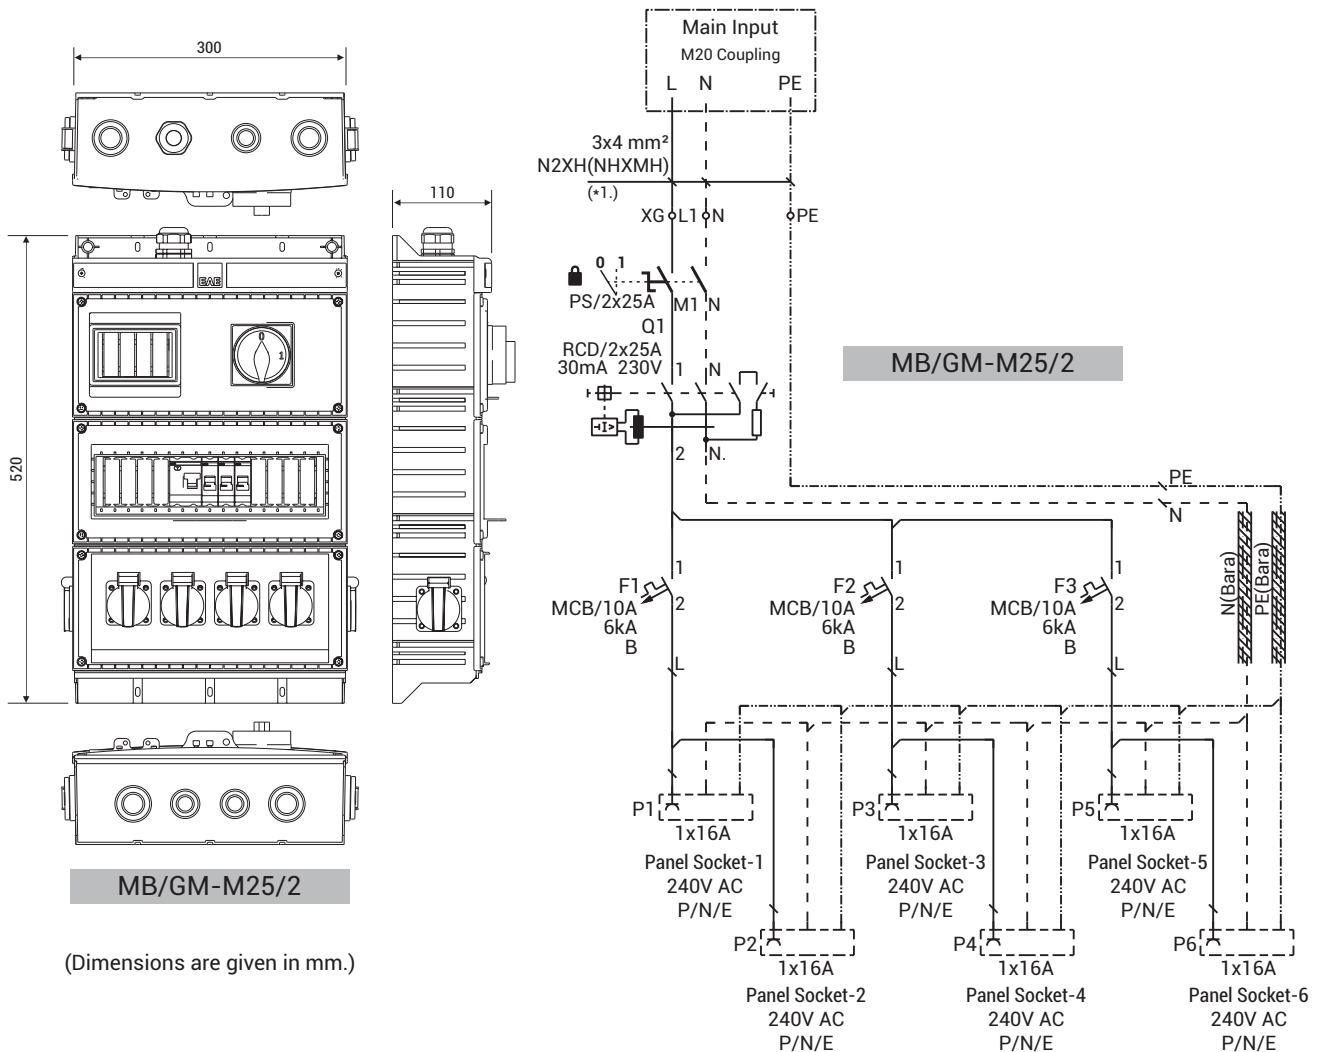 300
110
520
EAE
0
1
MB/GM-M25/2
(Dimensions are given in mm.)
Main Input
M20 Coupling
L N PE
3x4 mm²
N2XH(NHXMH)
(*1.)
XG L1 N PE
0 1
PS/2x25A M1 N
Q1
RCD/2x25A
30mA 230V 1 N
2 N.
MB/GM-M25/2
PE
N
N(Bara)
PE(Bara)
F1 1
MCB/10A 2
6kA
B
L
F2 1
MCB/10A 2
6kA
B
L
F3 1
MCB/10A 2
6kA
B
L
P1
1x16A
Panel Socket-1
240V AC
P/N/E
P3
1x16A
Panel Socket-3
240V AC
P/N/E
P5
1x16A
Panel Socket-5
240V AC
P/N/E
P2
1x16A
Panel Socket-2
240V AC
P/N/E
P4
1x16A
Panel Socket-4
240V AC
P/N/E
P6
1x16A
Panel Socket-6
240V AC
P/N/E